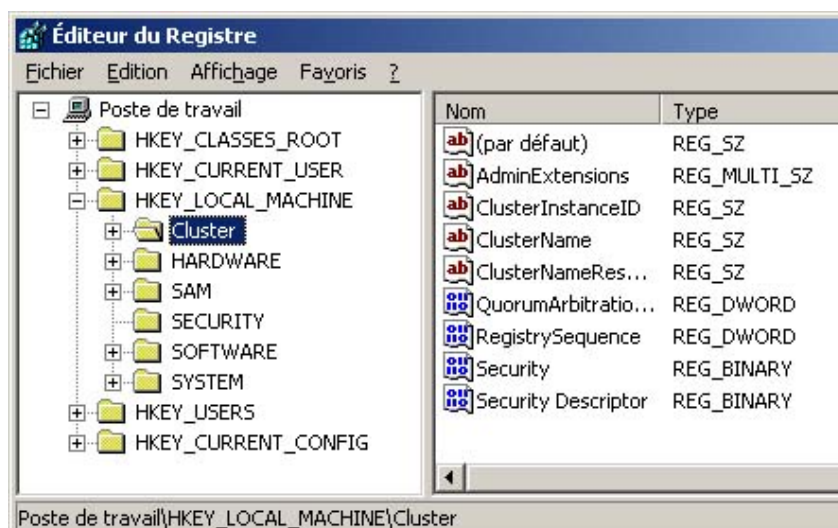 Éditeur du Registre
Fichier Edition Affichage Favoris ?
Poste de travail
HKEY_CLASSES_ROOT
HKEY_CURRENT_USER
HKEY_LOCAL_MACHINE
Cluster
HARDWARE
SAM
SECURITY
SOFTWARE
SYSTEM
HKEY_USERS
HKEY_CURRENT_CONFIG
Nom Type
(par défaut) REG_SZ
AdminExtensions REG_MULTI_SZ
ClusterInstanceID REG_SZ
ClusterName REG_SZ
ClusterNameRes... REG_SZ
QuorumArbitratio... REG_DWORD
RegistrySequence REG_DWORD
Security REG_BINARY
Security Descriptor REG_BINARY
Poste de travail\HKEY_LOCAL_MACHINE\Cluster